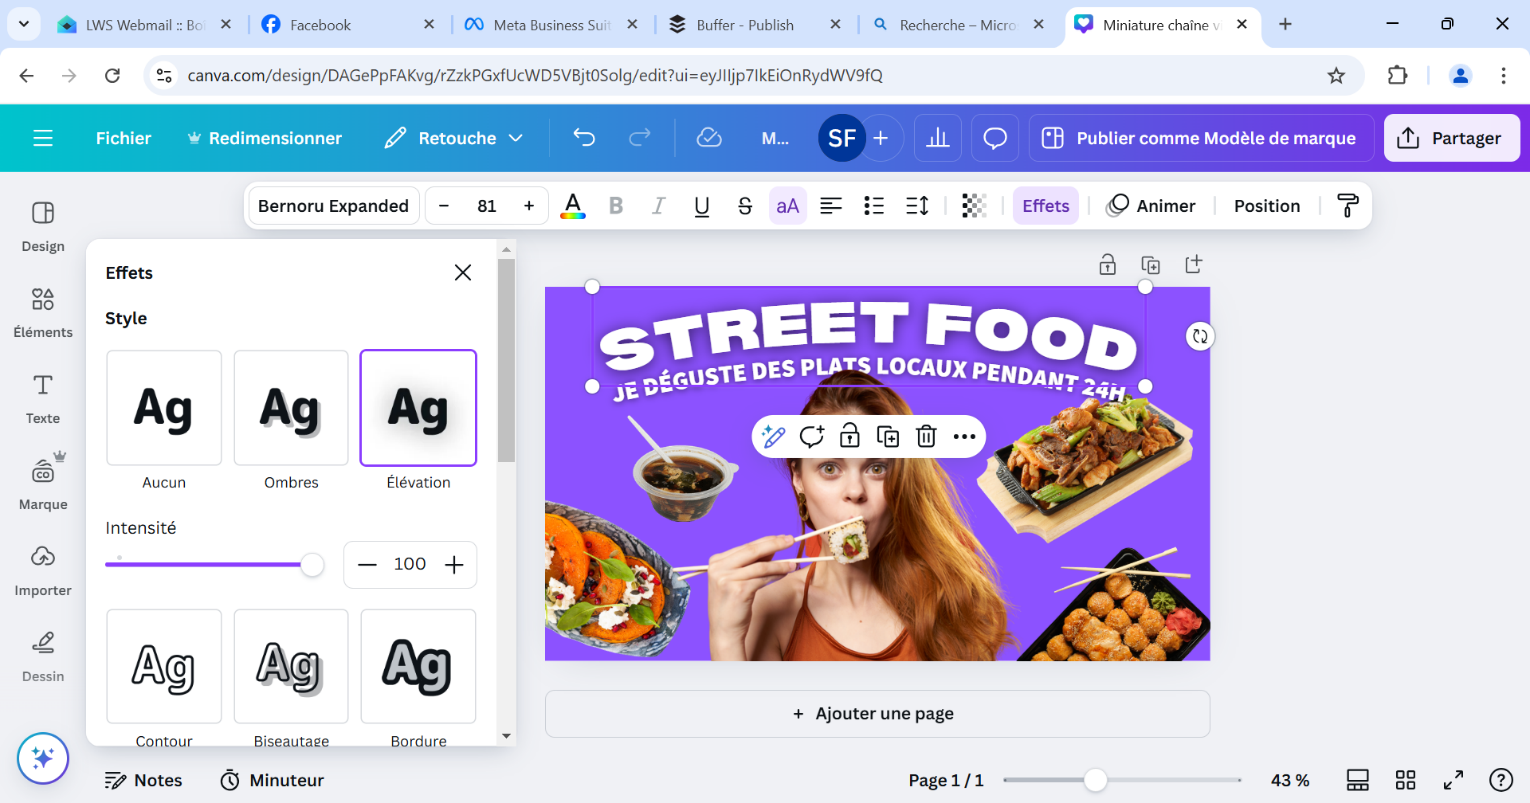 LWS Webmail :: Boî
Facebook
Meta Business Suit
Buffer - Publish
Recherche – Micros
Miniature chaîne v
canva.com/design/DAGePpFAKvg/rZzkPGxfUcWD5VBjt0Solg/edit?ui=eyJIIjp7IkEiOnRydWV9fQ
Fichier
Redimensionner
Retouche
M...
SF
+
Publier comme Modèle de marque
Partager
Bernoru Expanded
– 81 +
A
B
I
U
S
aA
Effets
Animer
Position
Design
Éléments
Texte
Marque
Importer
Dessin
Effets
Style
Ag
Ag
Ag
Aucun
Ombres
Élévation
Intensité
— 100 +
Ag
Ag
Ag
Contour
Biseautage
Bordure
STREET FOOD
JE DÉGUSTE DES PLATS LOCAUX PENDANT 24H
+ Ajouter une page
Notes
Minuteur
Page 1 / 1
43 %